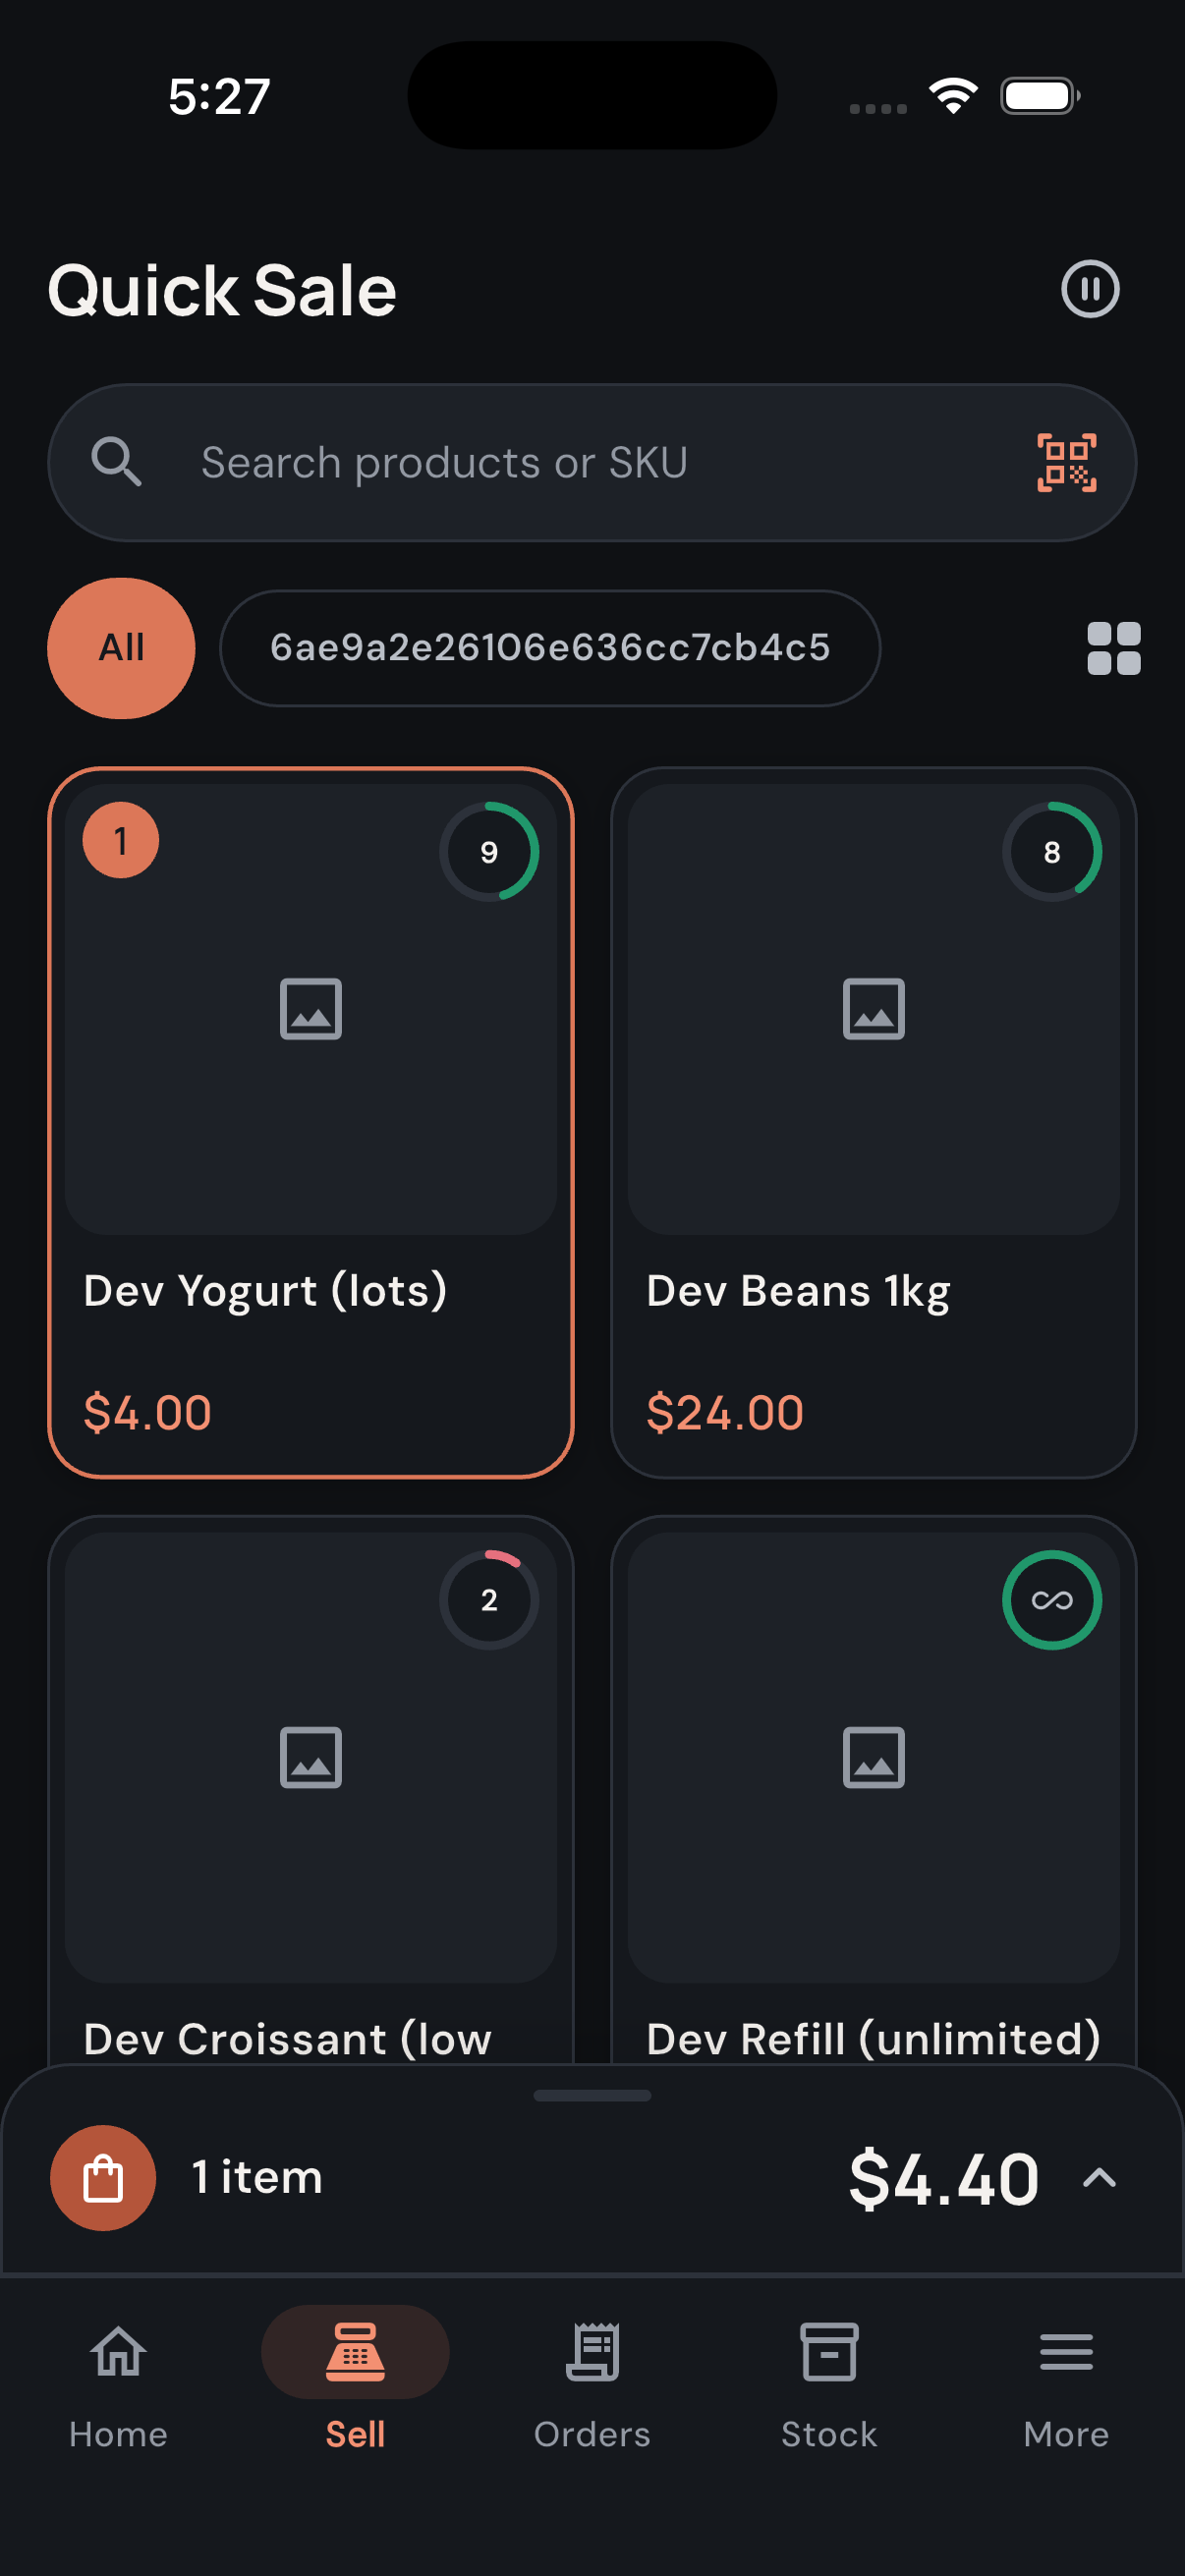 5:27
Quick Sale
Search products or SKU
All
6ae9a2e26106e636cc7cb4c5
1
9
8
Dev Yogurt (lots)
Dev Beans 1kg
$4.00
$24.00
2
∞
Dev Croissant (low
Dev Refill (unlimited)
1 item
$4.40
Home
Sell
Orders
Stock
More